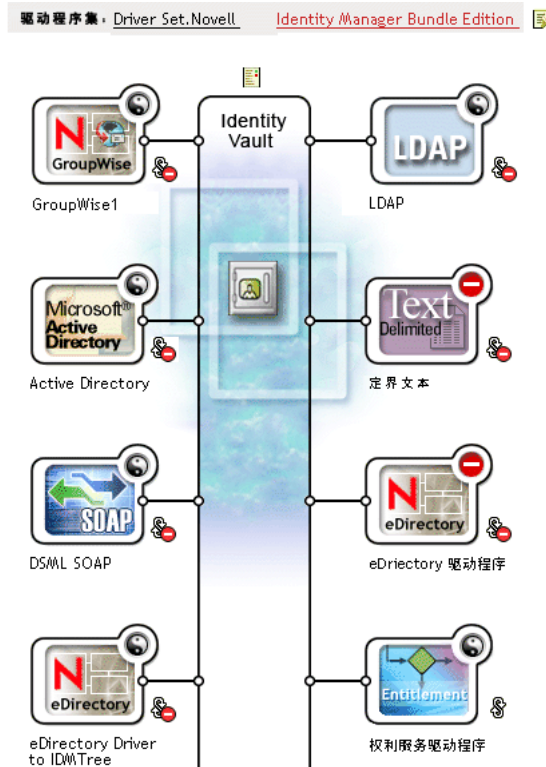 驱动程序集: Driver Set.Novell Identity Manager Bundle Edition
Identity
Vault
N
GroupWise
GroupWise1
LDAP
LDAP
Microsoft®
Active
Directory
Active Directory
Text
Delimited
定界文本
SOAP
DSML SOAP
N
eDirectory
eDriectory 驱动程序
N
eDirectory
eDirectory Driver
to IDMTree
Entitlement
权利服务驱动程序